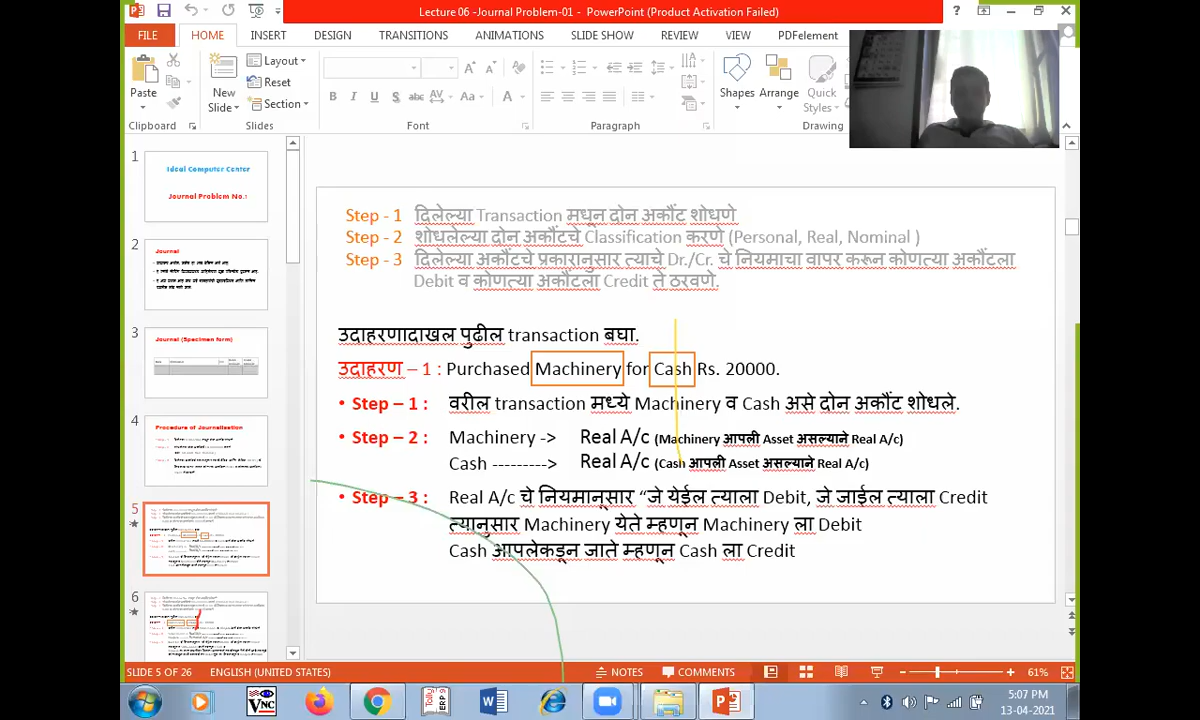 Lecture 06 -Journal Problem-01 - PowerPoint (Product Activation Failed)
FILE HOME INSERT DESIGN TRANSITIONS ANIMATIONS SLIDE SHOW REVIEW VIEW PDFelement
Paste
New
Slide
Layout
Reset
Section
Shapes Arrange Quick
Styles
Clipboard Slides Font Paragraph Drawing
1
Ideal Computer Center
Journal Problem No.1
2
Journal
3
Journal (Specimen form)
4
Procedure of Journalisation
5
6
Step - 1 दिलेल्या Transaction मधून दोन अकौंट शोधणे
Step - 2 शोधलेल्या दोन अकौंटचे Classification करणे (Personal, Real, Nominal )
Step - 3 दिलेल्या अकौंटचे प्रकारानुसार त्याचे Dr./Cr. चे नियमाचा वापर करून कोणत्या अकौंटला
Debit व कोणत्या अकौंटला Credit ते ठरवणे.
उदाहरणादाखल पुढील transaction बघा.
उदाहरण – 1 : Purchased Machinery for Cash Rs. 20000.
• Step – 1 : वरील transaction मध्ये Machinery व Cash असे दोन अकौंट शोधले.
• Step – 2 : Machinery -> Real A/c (Machinery आपली Asset असल्याने Real A/c)
Cash ---------> Real A/c (Cash आपली Asset असल्याने Real A/c)
• Step – 3 : Real A/c चे नियमानुसार “जे येईल त्याला Debit, जे जाईल त्याला Credit
त्यानुसार Machinery येते म्हणून Machinery ला Debit
Cash आपलेकडून जाते म्हणून Cash ला Credit
SLIDE 5 OF 26 ENGLISH (UNITED STATES) NOTES COMMENTS 61%
5:07 PM
13-04-2021